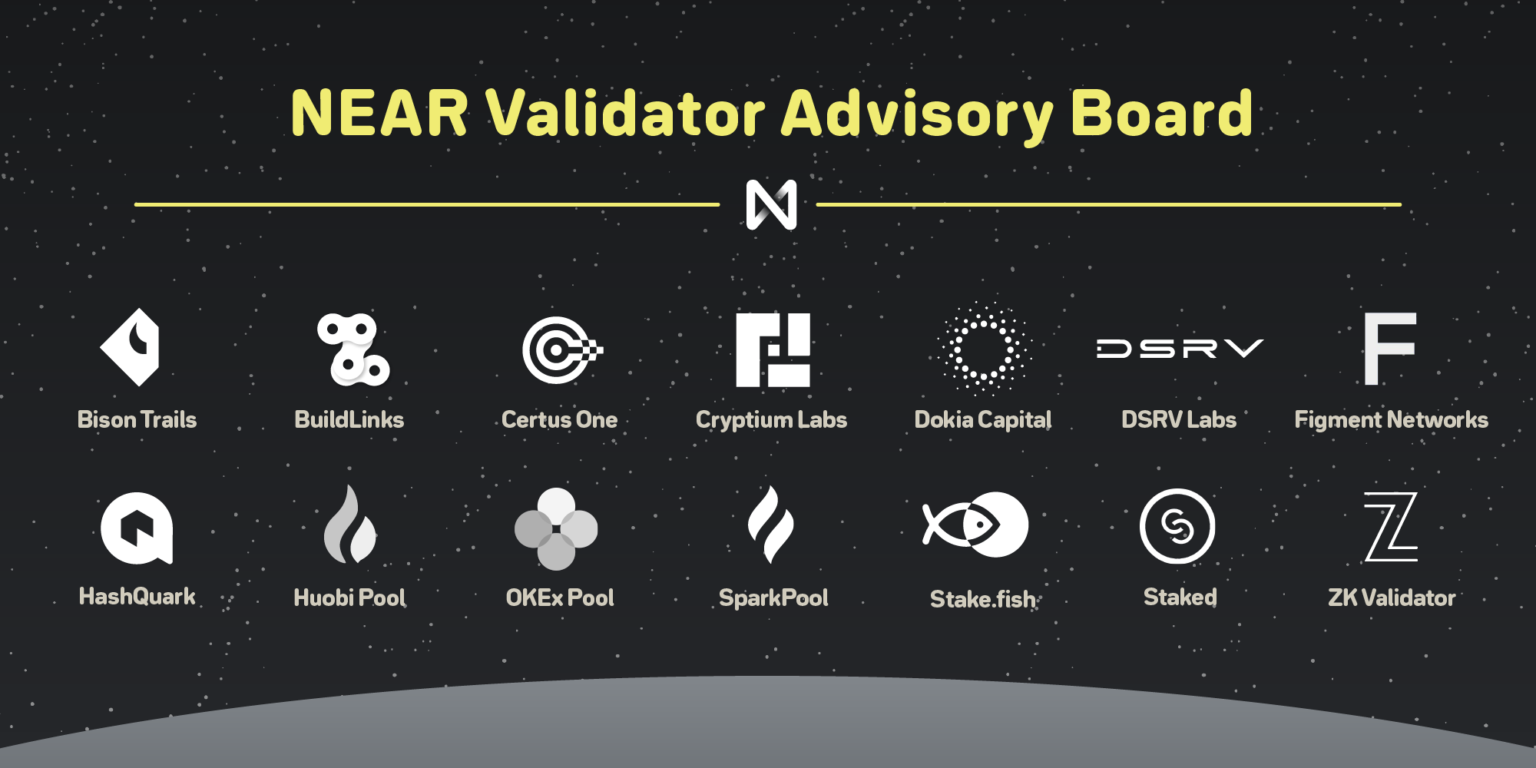 NEAR Validator Advisory Board
Bison Trails
BuildLinks
Certus One
Cryptium Labs
Dokia Capital
DSRV
DSRV Labs
F
Figment Networks
HashQuark
Huobi Pool
OKEx Pool
SparkPool
Stake.fish
Staked
Z
ZK Validator